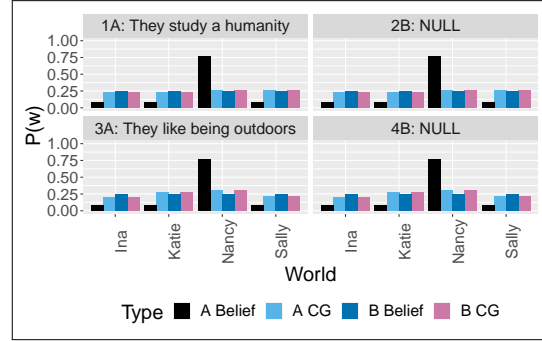 1A: They study a humanity
2B: NULL
1.00
0.75
0.50
0.25
0.00
3A: They like being outdoors
4B: NULL
1.00
0.75
0.50
0.25
0.00
P(w)
Ina
Katie
Nancy
Sally
Ina
Katie
Nancy
Sally
World
Type A Belief A CG B Belief B CG